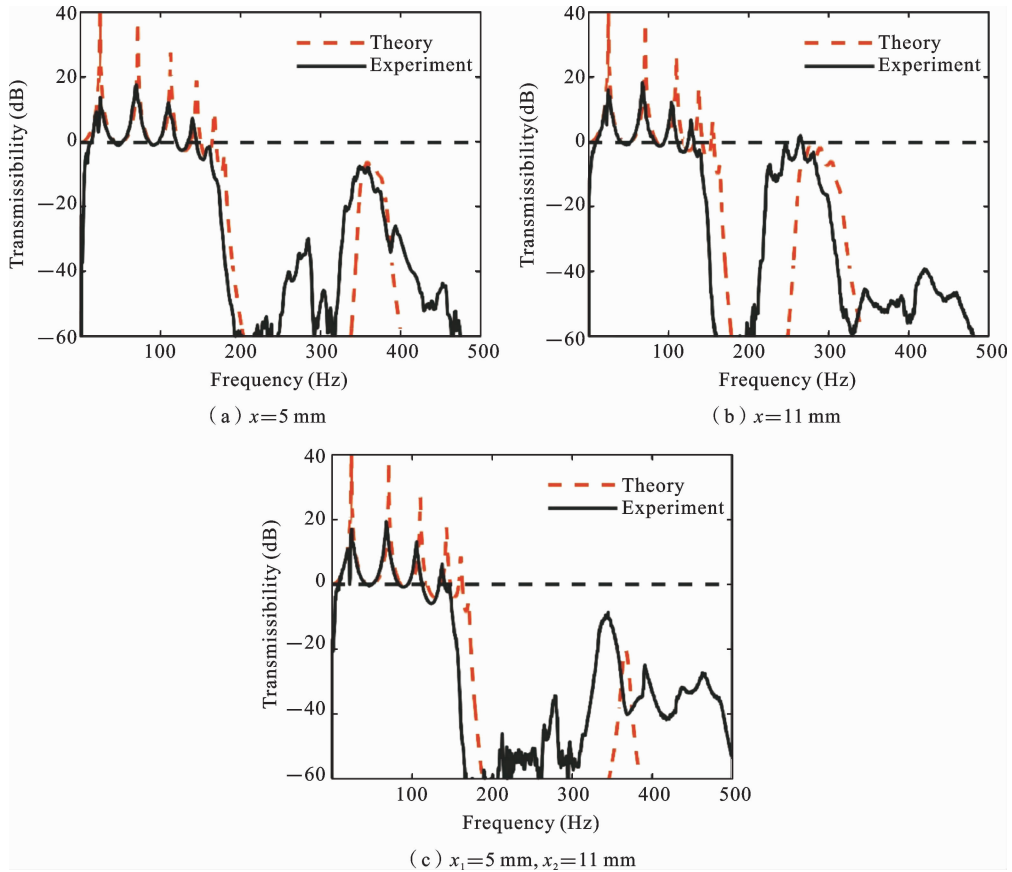 40
20
0
−20
−40
−60
Transmissibility (dB)
Theory
Experiment
100
200
300
400
500
Frequency (Hz)
(a) x=5 mm
40
20
0
−20
−40
−60
Transmissibility(dB)
Theory
Experiment
100
200
300
400
500
Frequency (Hz)
(b) x=11 mm
40
20
0
−20
−40
−60
Transmissibility (dB)
Theory
Experiment
100
200
300
400
500
Frequency (Hz)
(c) x₁=5 mm, x₂=11 mm